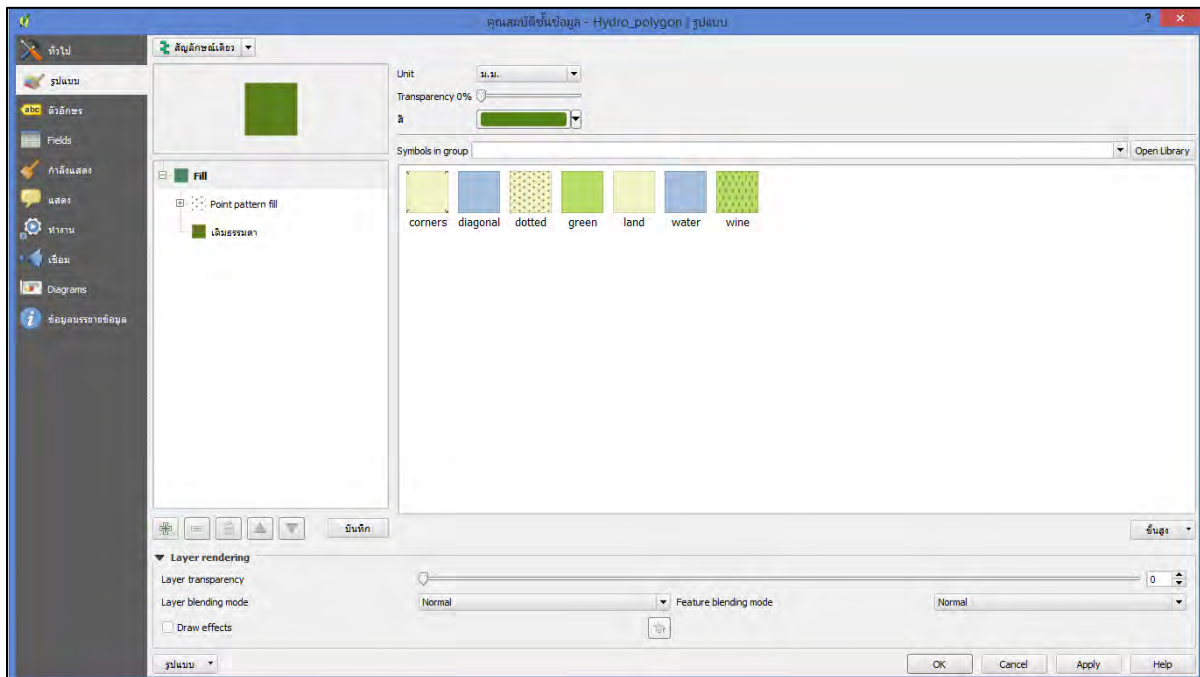 คุณสมบัติชั้นข้อมูล - Hydro_polygon | รูปแบบ
?
ทั่วไป
รูปแบบ
abc ตัวอักษร
Fields
กำลังแสดง
แสดง
ทำงาน
เชื่อม
Diagrams
ข้อมูลบรรยายข้อมูล
สัญลักษณ์เดียว
Unit ม.ม.
Transparency 0%
สี
Symbols in group
Open Library
Fill
Point pattern fill
เติมธรรมดา
corners diagonal dotted green land water wine
บันทึก
ขั้นสูง
Layer rendering
Layer transparency 0
Layer blending mode Normal Feature blending mode Normal
Draw effects
รูปแบบ
OK Cancel Apply Help